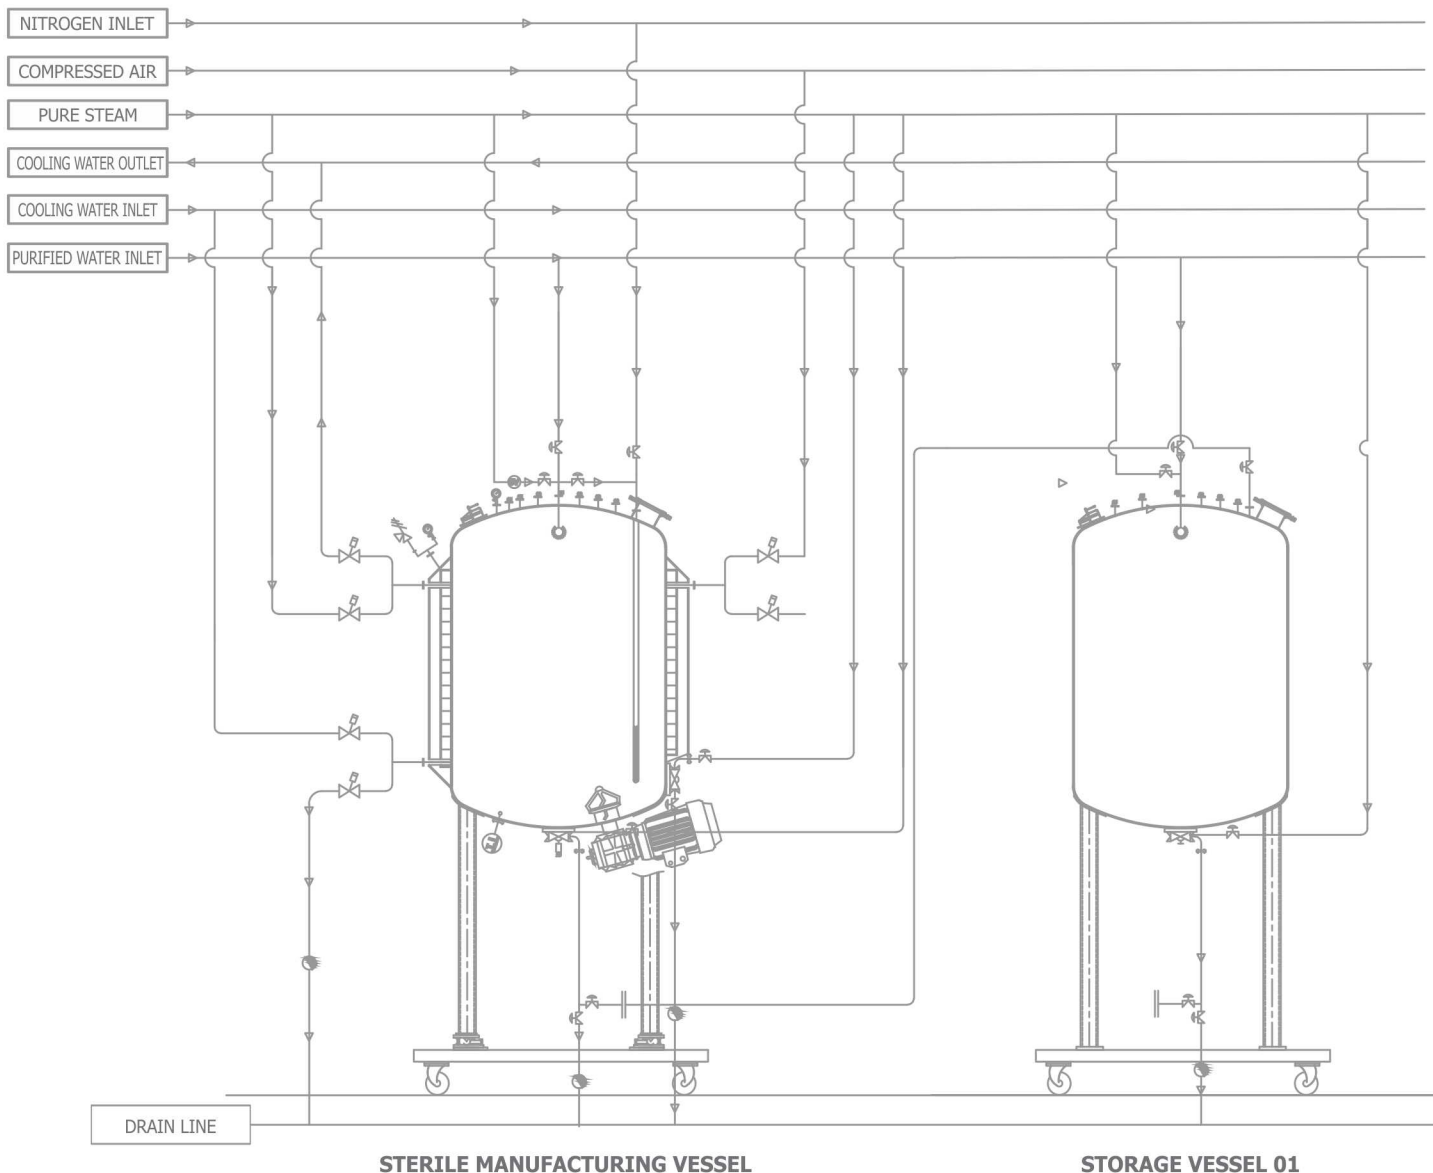 NITROGEN INLET
COMPRESSED AIR
PURE STEAM
COOLING WATER OUTLET
COOLING WATER INLET
PURIFIED WATER INLET
DRAIN LINE
STERILE MANUFACTURING VESSEL
STORAGE VESSEL 01